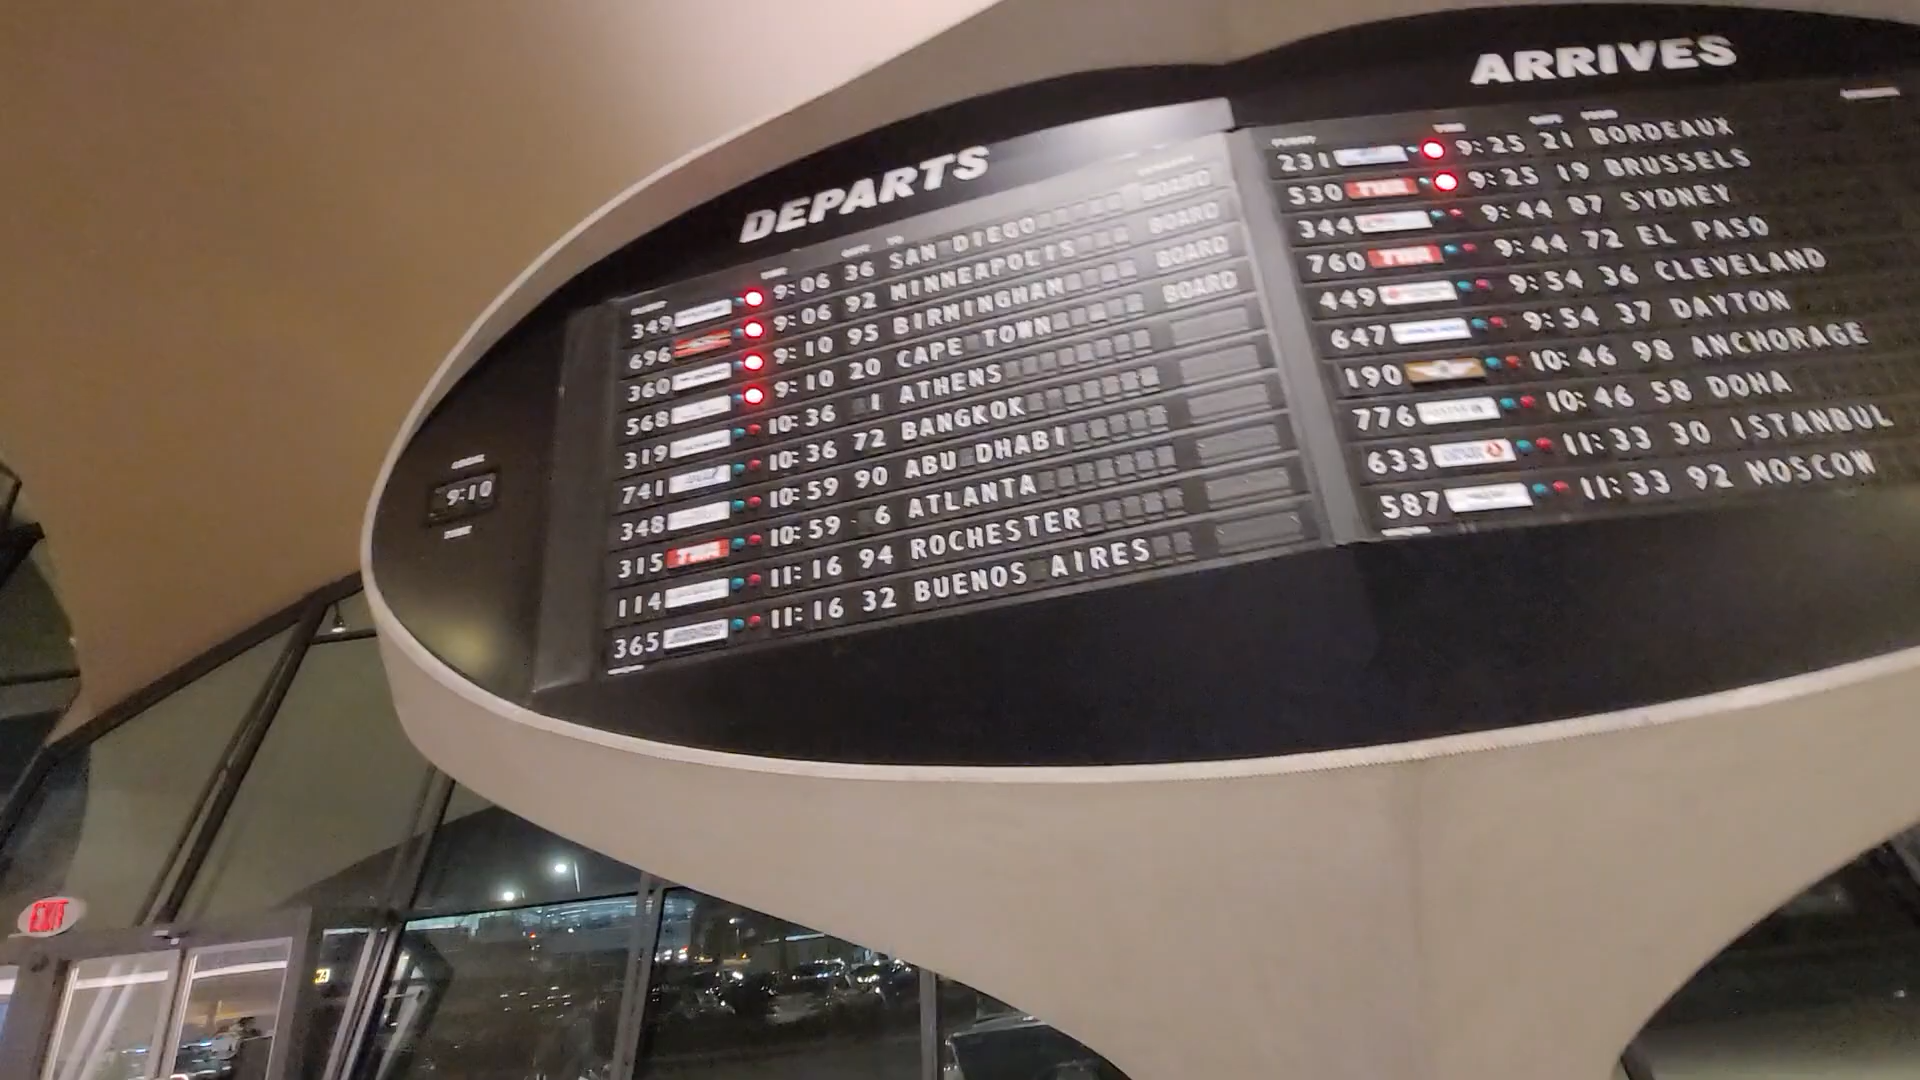 DEPARTS
349 9:06 36 SAN DIEGO BOARD
696 9:06 92 MINNEAPOLIS BOARD
360 9:10 95 BIRMINGHAM BOARD
568 9:10 20 CAPE TOWN BOARD
319 10:36 1 ATHENS
741 10:36 72 BANGKOK
348 10:59 90 ABU DHABI
315 TWA 10:59 6 ATLANTA
114 11:16 94 ROCHESTER
365 11:16 32 BUENOS AIRES
9:10
ARRIVES
231 9:25 21 BORDEAUX
530 TWA 9:25 19 BRUSSELS
344 9:44 87 SYDNEY
760 TWA 9:44 72 EL PASO
449 9:54 36 CLEVELAND
647 9:54 37 DAYTON
190 10:46 98 ANCHORAGE
776 10:46 58 DOHA
633 11:33 30 ISTANBUL
587 11:33 92 MOSCOW
EXIT